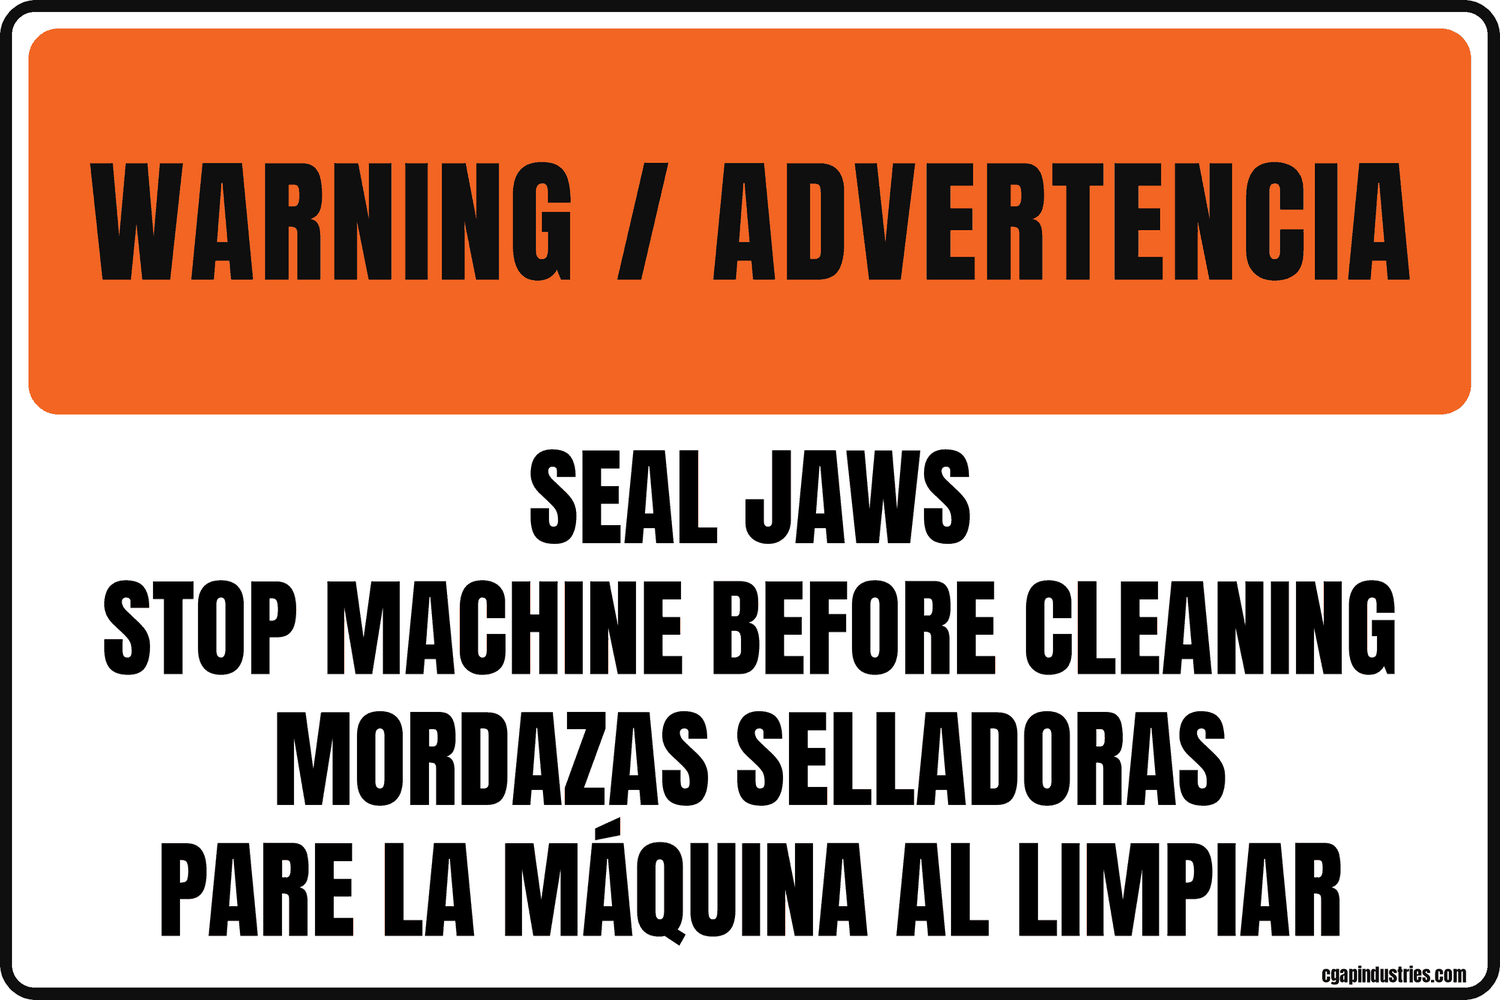 WARNING / ADVERTENCIA
SEAL JAWS
STOP MACHINE BEFORE CLEANING
MORDAZAS SELLADORAS
PARE LA MÁQUINA AL LIMPIAR
cgapindustries.com